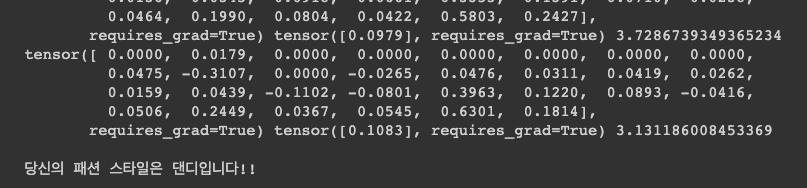 0.0464, 0.1990, 0.0804, 0.0422, 0.5803, 0.2427],
requires_grad=True) tensor([0.0979], requires_grad=True) 3.7286739349365234
tensor([ 0.0000, 0.0179, 0.0000, 0.0000, 0.0000, 0.0000, 0.0000, 0.0000,
0.0475, -0.3107, 0.0000, -0.0265, 0.0476, 0.0311, 0.0419, 0.0262,
0.0159, 0.0439, -0.1102, -0.0801, 0.3963, 0.1220, 0.0893, -0.0416,
0.0506, 0.2449, 0.0367, 0.0545, 0.6301, 0.1814],
requires_grad=True) tensor([0.1083], requires_grad=True) 3.131186008453369
당신의 패션 스타일은 댄디입니다!!